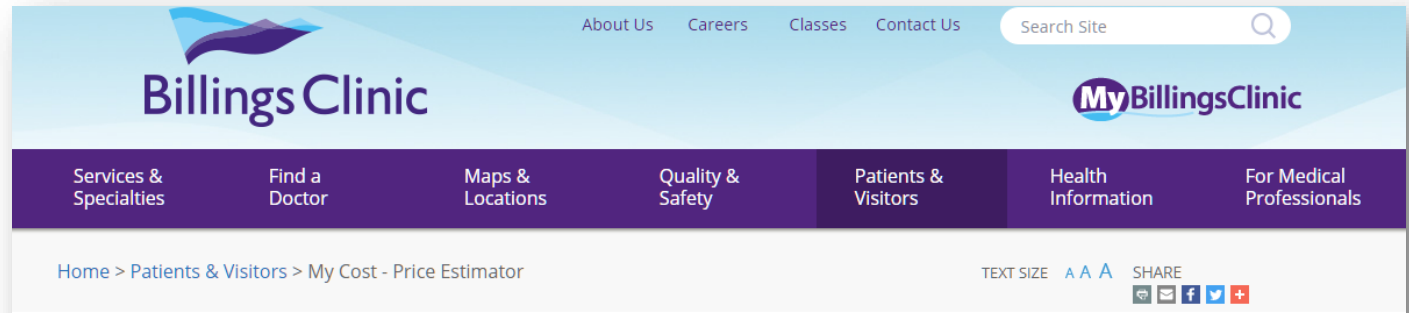 About Us Careers Classes Contact Us Search Site
Billings Clinic
MyBillingsClinic
Services & Specialties
Find a Doctor
Maps & Locations
Quality & Safety
Patients & Visitors
Health Information
For Medical Professionals
Home > Patients & Visitors > My Cost - Price Estimator
TEXT SIZE A A A SHARE